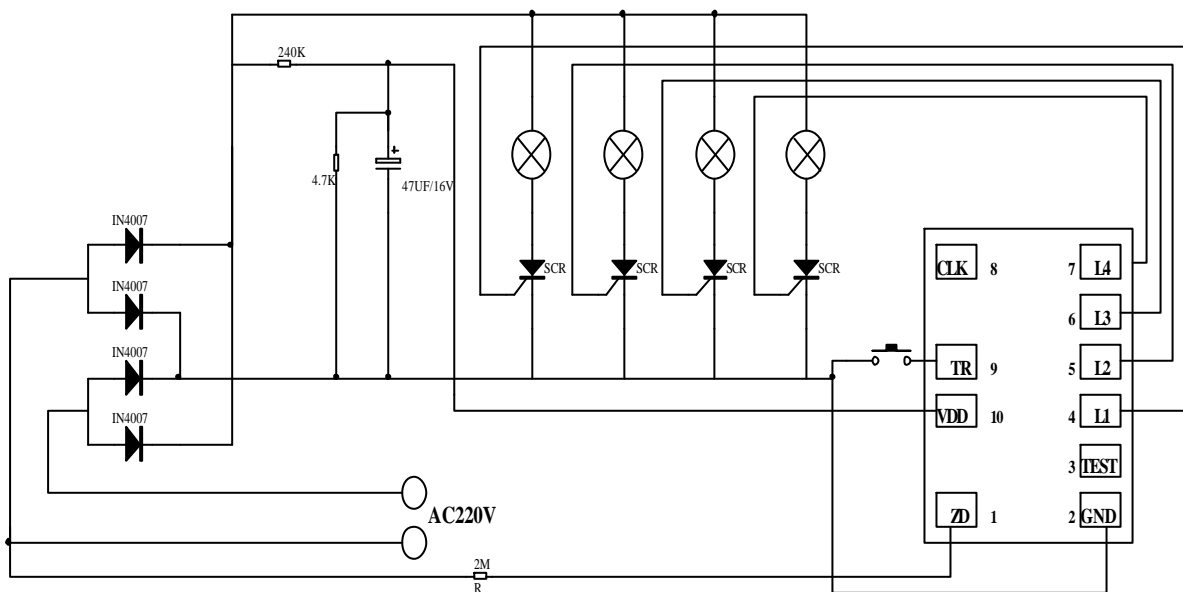 240K
4.7K
+
47UF/16V
IN4007
IN4007
IN4007
IN4007
SCR
SCR
SCR
SCR
CLK 8 7 L4
6 L3
TR 9 5 L2
VDD 10 4 L1
3 TEST
ZD 1 2 GND
AC220V
2M
R